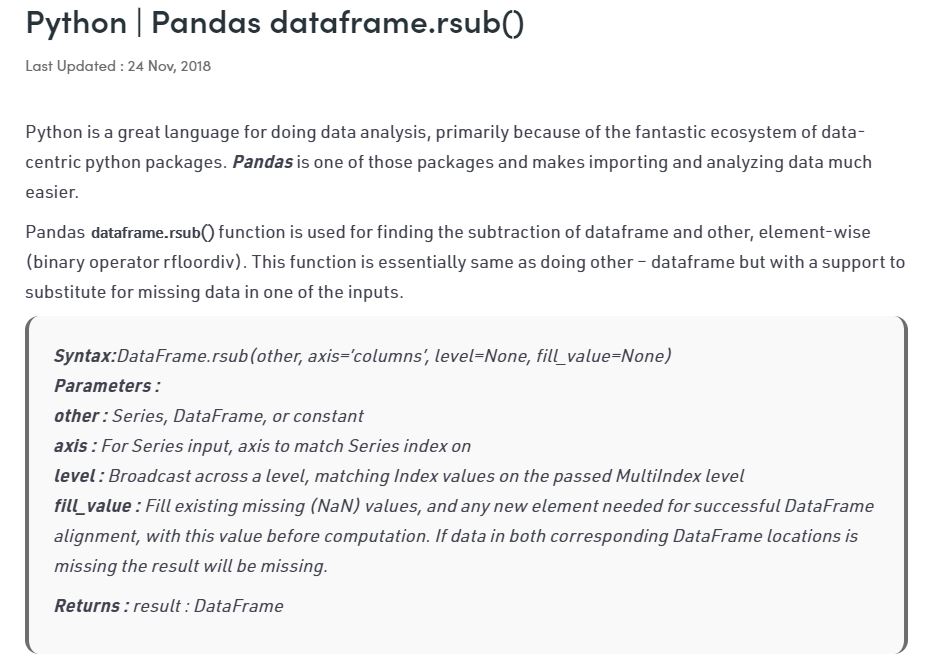 Python | Pandas dataframe.rsub()
Last Updated : 24 Nov, 2018
Python is a great language for doing data analysis, primarily because of the fantastic ecosystem of data-
centric python packages. Pandas is one of those packages and makes importing and analyzing data much
easier.
Pandas dataframe.rsub() function is used for finding the subtraction of dataframe and other, element-wise
(binary operator rfloordiv). This function is essentially same as doing other – dataframe but with a support to
substitute for missing data in one of the inputs.
Syntax:DataFrame.rsub(other, axis=’columns’, level=None, fill_value=None)
Parameters :
other : Series, DataFrame, or constant
axis : For Series input, axis to match Series index on
level : Broadcast across a level, matching Index values on the passed MultiIndex level
fill_value : Fill existing missing (NaN) values, and any new element needed for successful DataFrame
alignment, with this value before computation. If data in both corresponding DataFrame locations is
missing the result will be missing.
Returns : result : DataFrame